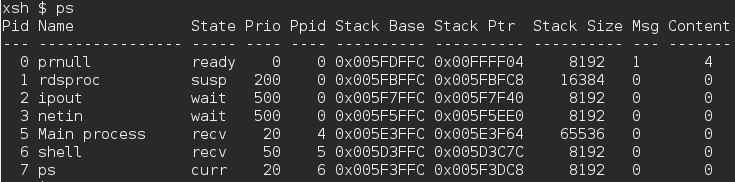 xsh $ ps
Pid Name             State Prio Ppid Stack Base Stack Ptr  Stack Size Msg Content
--- ---------------- ----- ---- ---- ---------- ---------- ---------- --- -------
  0 prnull           ready    0    0 0x005FDFFC 0x00FFFF04       8192 1         4
  1 rdsproc          susp   200    0 0x005FBFFC 0x005FBFC8      16384 0         0
  2 ipout            wait   500    0 0x005F7FFC 0x005F7F40       8192 0         0
  3 netin            wait   500    0 0x005F5FFC 0x005F5EE0       8192 0         0
  5 Main process     recv    20    4 0x005E3FFC 0x005E3F64      65536 0         0
  6 shell            recv    50    5 0x005D3FFC 0x005D3C7C       8192 0         0
  7 ps               curr    20    6 0x005F3FFC 0x005F3DC8       8192 0         0